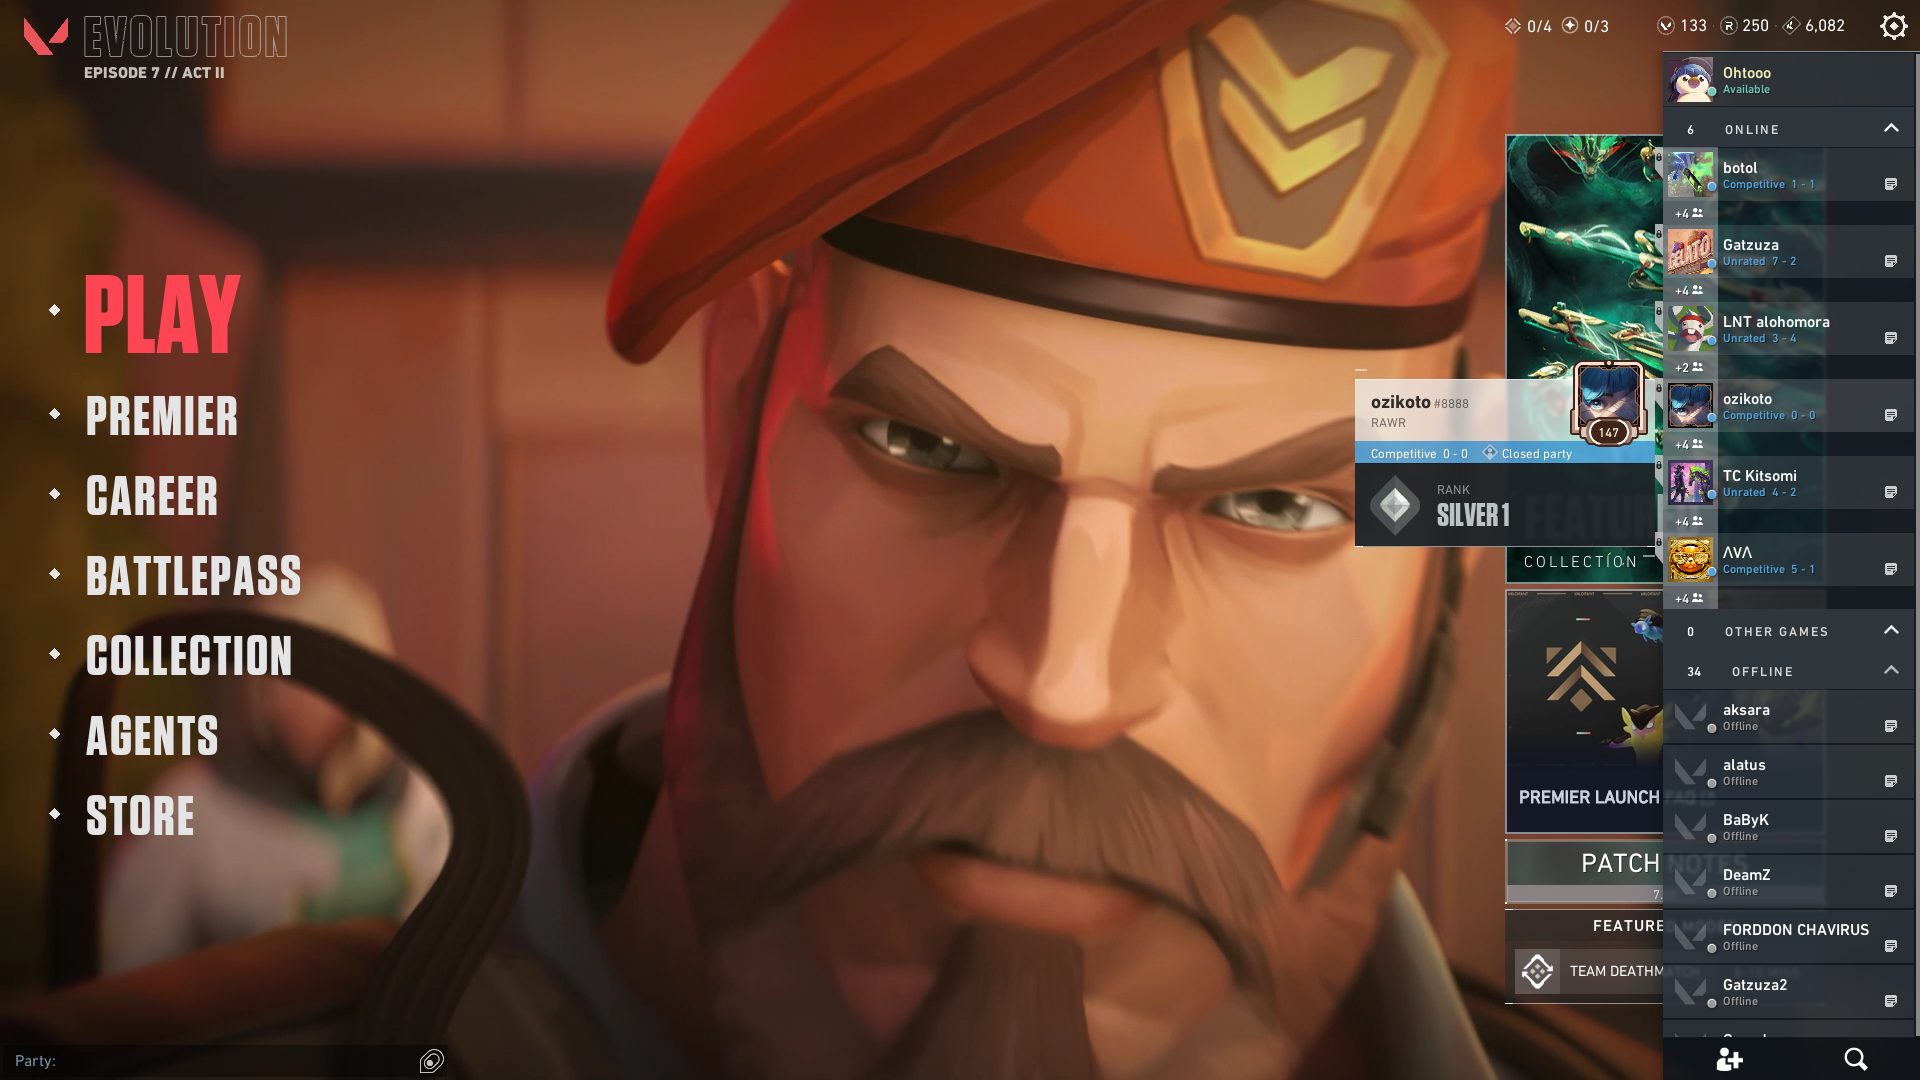 EVOLUTION
EPISODE 7 // ACT II
0/4 0/3 133 250 6,082
PLAY
PREMIER
CAREER
BATTLEPASS
COLLECTION
AGENTS
STORE
Party:
ozikoto #8888
RAWR
147
Competitive 0 - 0 Closed party
RANK
SILVER 1
FEATURE
COLLECTION
PREMIER LAUNCH FAQ
PATCH NOTES
7.
FEATURED
TEAM DEATHMATCH
Ohtooo
Available
6 ONLINE
botol
Competitive 1 - 1
+4
Gatzuza
Unrated 7 - 2
+4
LNT alohomora
Unrated 3 - 4
+2
ozikoto
Competitive 0 - 0
+4
TC Kitsomi
Unrated 4 - 2
+4
ΛVΛ
Competitive 5 - 1
+4
0 OTHER GAMES
34 OFFLINE
aksara
Offline
alatus
Offline
BaByK
Offline
DeamZ
Offline
FORDDON CHAVIRUS
Offline
Gatzuza2
Offline